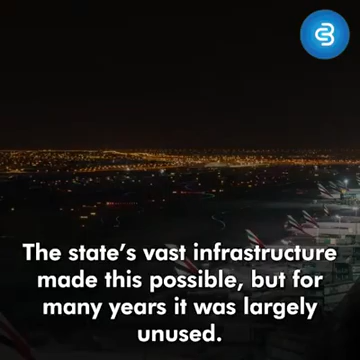 The state’s vast infrastructure
made this possible, but for
many years it was largely
unused.